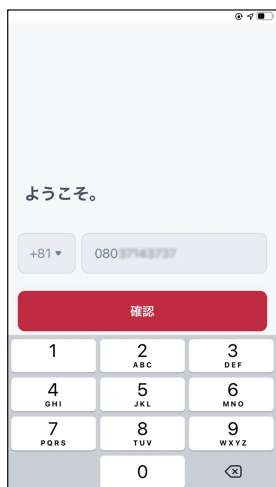 ようこそ。
+81 080
確認
1 2 3
ABC DEF
4 5 6
GHI JKL MNO
7 8 9
PQRS TUV WXYZ
0